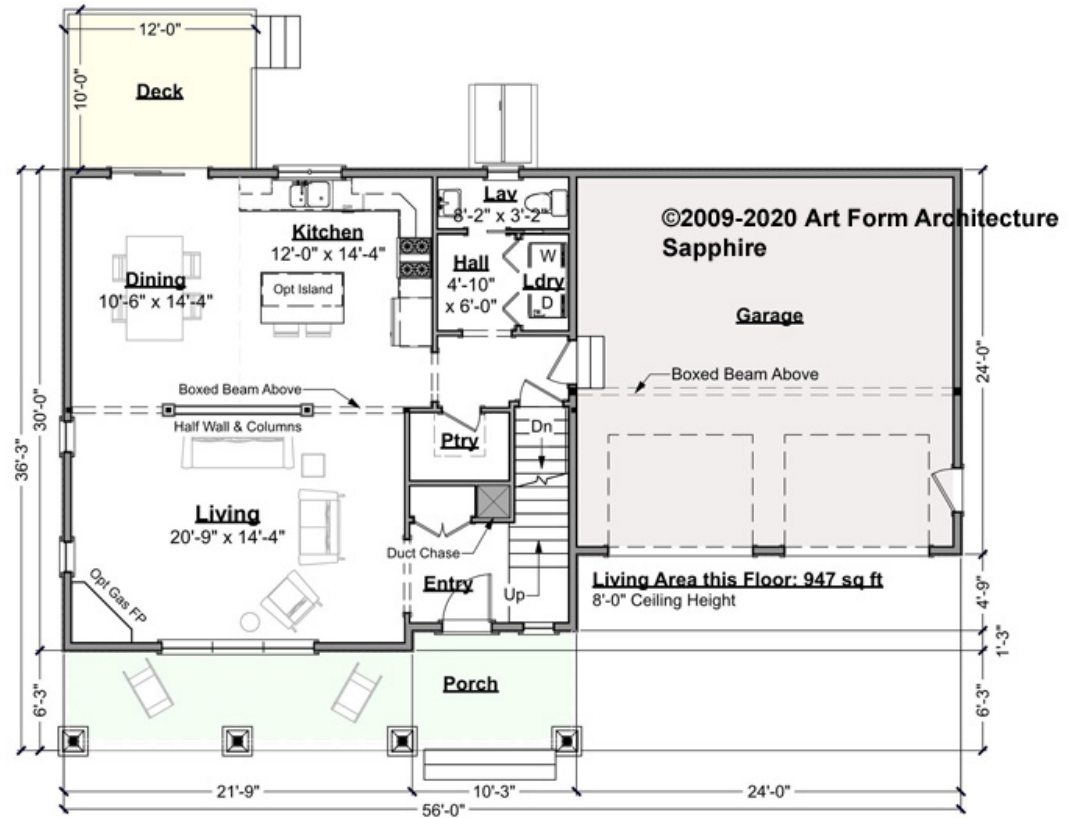 12'-0"
10'-0"
Deck
Lav
8'-2" x 3'-2"
©2009-2020 Art Form Architecture
Sapphire
Kitchen
12'-0" x 14'-4"
Hall
4'-10"
x 6'-0"
W
Ldry
D
Dining
10'-6" x 14'-4"
Opt Island
Garage
24'-0"
Boxed Beam Above
Boxed Beam Above
Half Wall & Columns
30'-0"
36'-3"
Ptry
Dn
Living
20'-9" x 14'-4"
Duct Chase
Opt Gas FP
Entry
Up
Living Area this Floor: 947 sq ft
8'-0" Ceiling Height
4'-9"
1'-3"
Porch
6'-3"
6'-3"
21'-9"
10'-3"
24'-0"
56'-0"